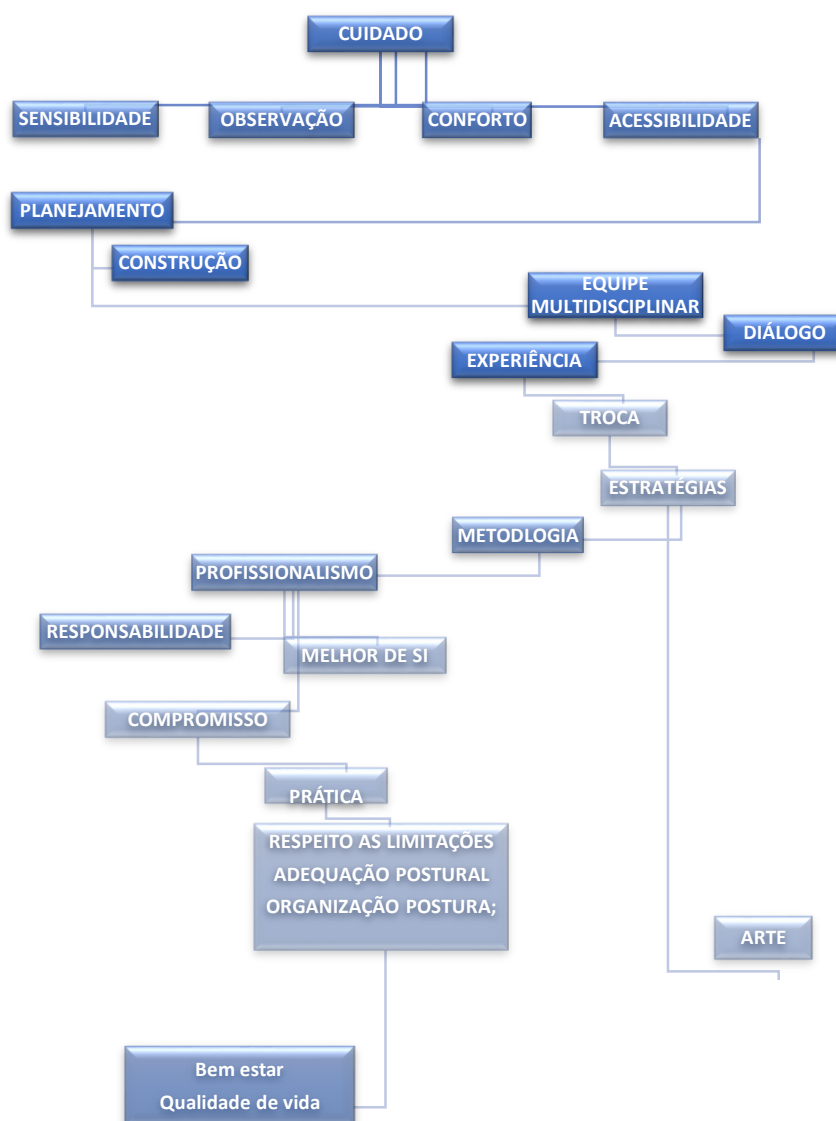 CUIDADO
SENSIBILIDADE
OBSERVAÇÃO
CONFORTO
ACESSIBILIDADE
PLANEJAMENTO
CONSTRUÇÃO
EQUIPE
MULTIDISCIPLINAR
DIÁLOGO
EXPERIÊNCIA
TROCA
ESTRATÉGIAS
METODLOGIA
PROFISSIONALISMO
RESPONSABILIDADE
MELHOR DE SI
COMPROMISSO
PRÁTICA
RESPEITO AS LIMITAÇÕES
ADEQUAÇÃO POSTURAL
ORGANIZAÇÃO POSTURA;
ARTE
Bem estar
Qualidade de vida